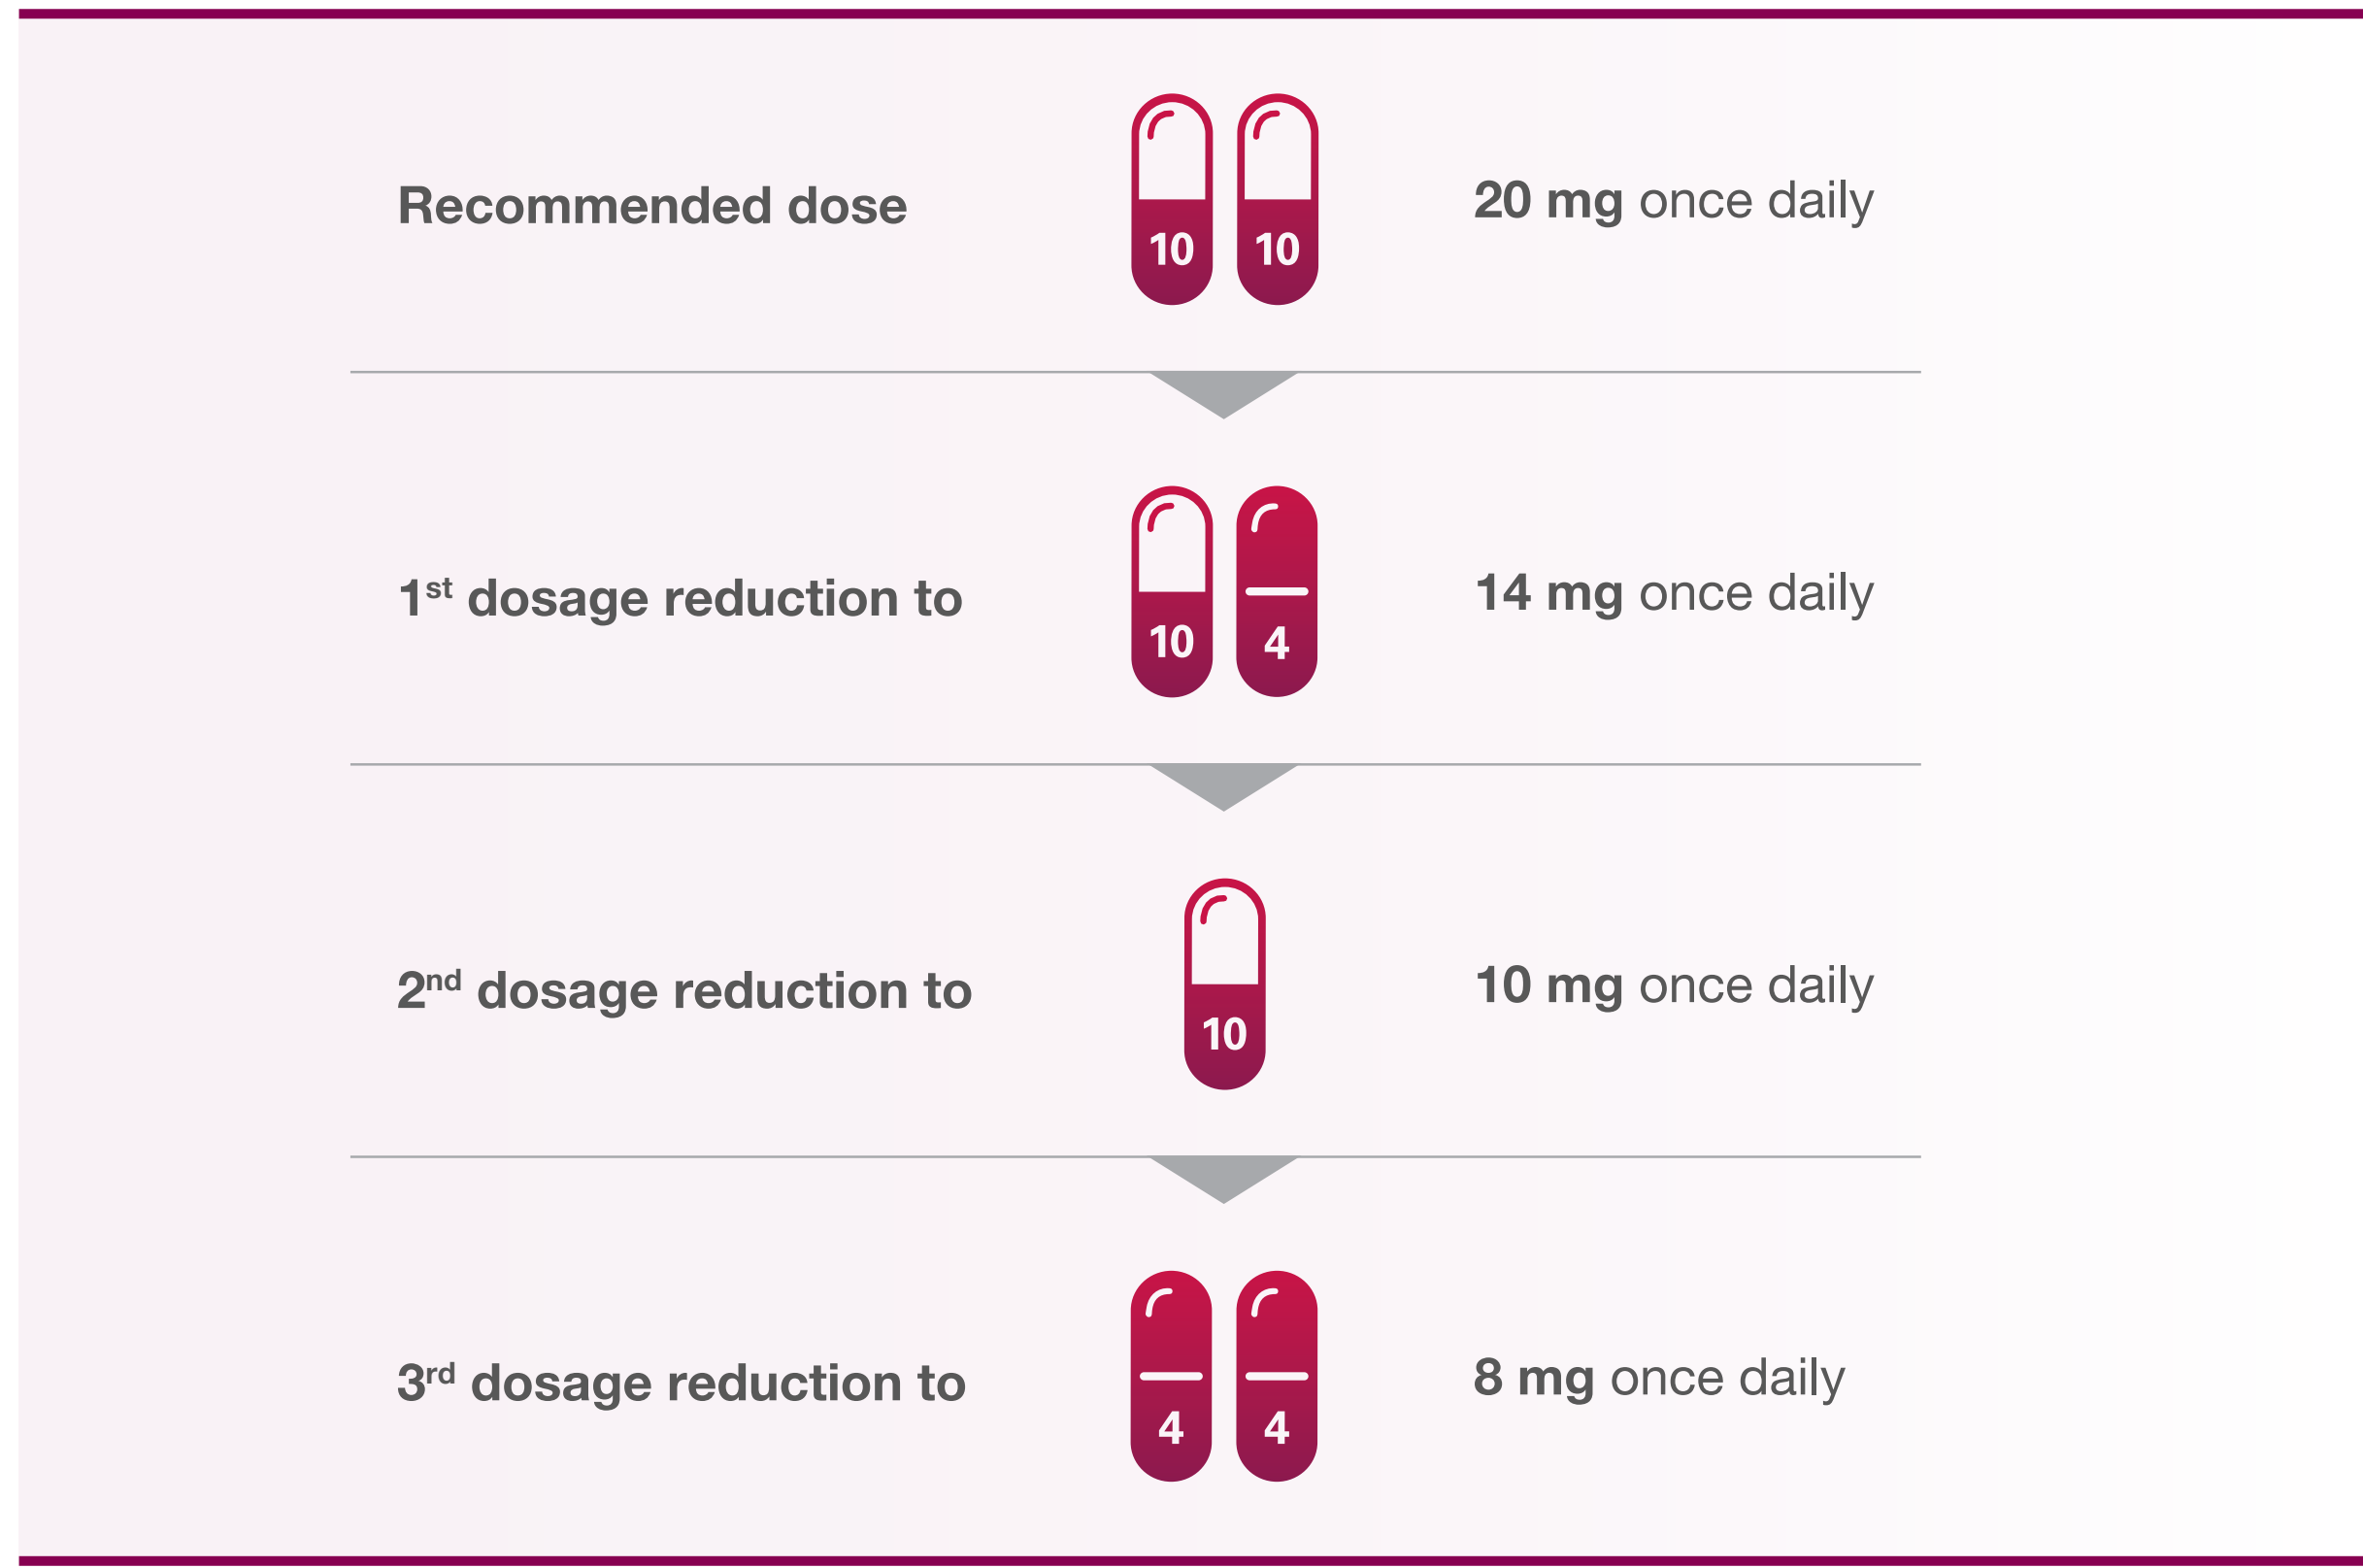 Recommended dose
10 10
20 mg once daily
1st dosage reduction to
10 4
14 mg once daily
2nd dosage reduction to
10
10 mg once daily
3rd dosage reduction to
4 4
8 mg once daily